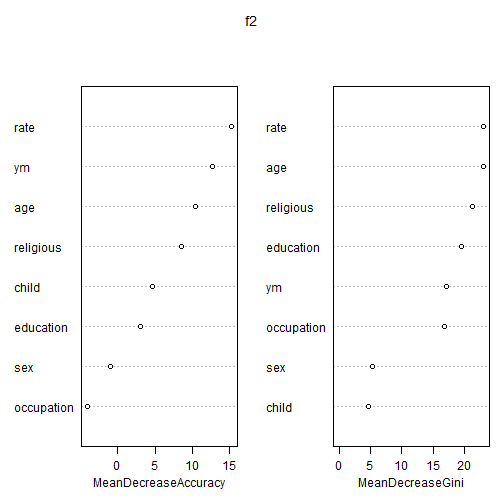 f2
rate
ym
age
religious
child
education
sex
occupation
0 5 10 15
MeanDecreaseAccuracy
rate
age
religious
education
ym
occupation
sex
child
0 5 10 15 20
MeanDecreaseGini